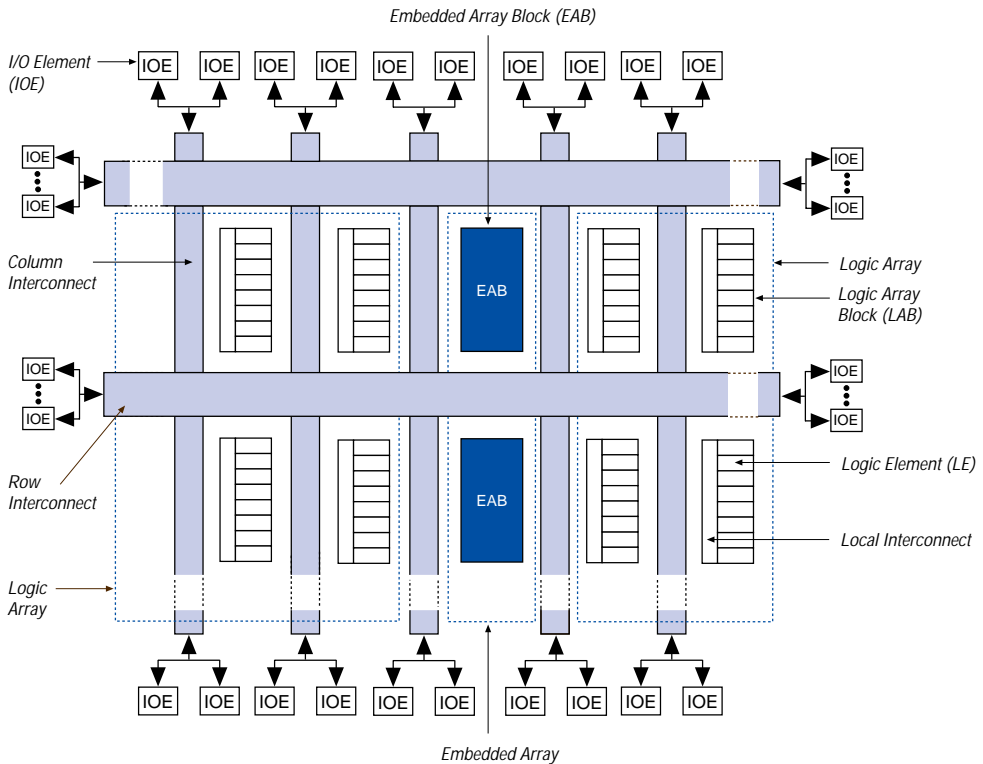 Embedded Array Block (EAB)
I/O Element
(IOE)
IOE IOE IOE IOE IOE IOE IOE IOE IOE IOE
IOE IOE
IOE IOE
Column
Interconnect
EAB
Logic Array
Logic Array
Block (LAB)
IOE IOE
IOE IOE
Row
Interconnect
EAB
Logic Element (LE)
Local Interconnect
Logic
Array
IOE IOE IOE IOE IOE IOE IOE IOE IOE IOE
Embedded Array